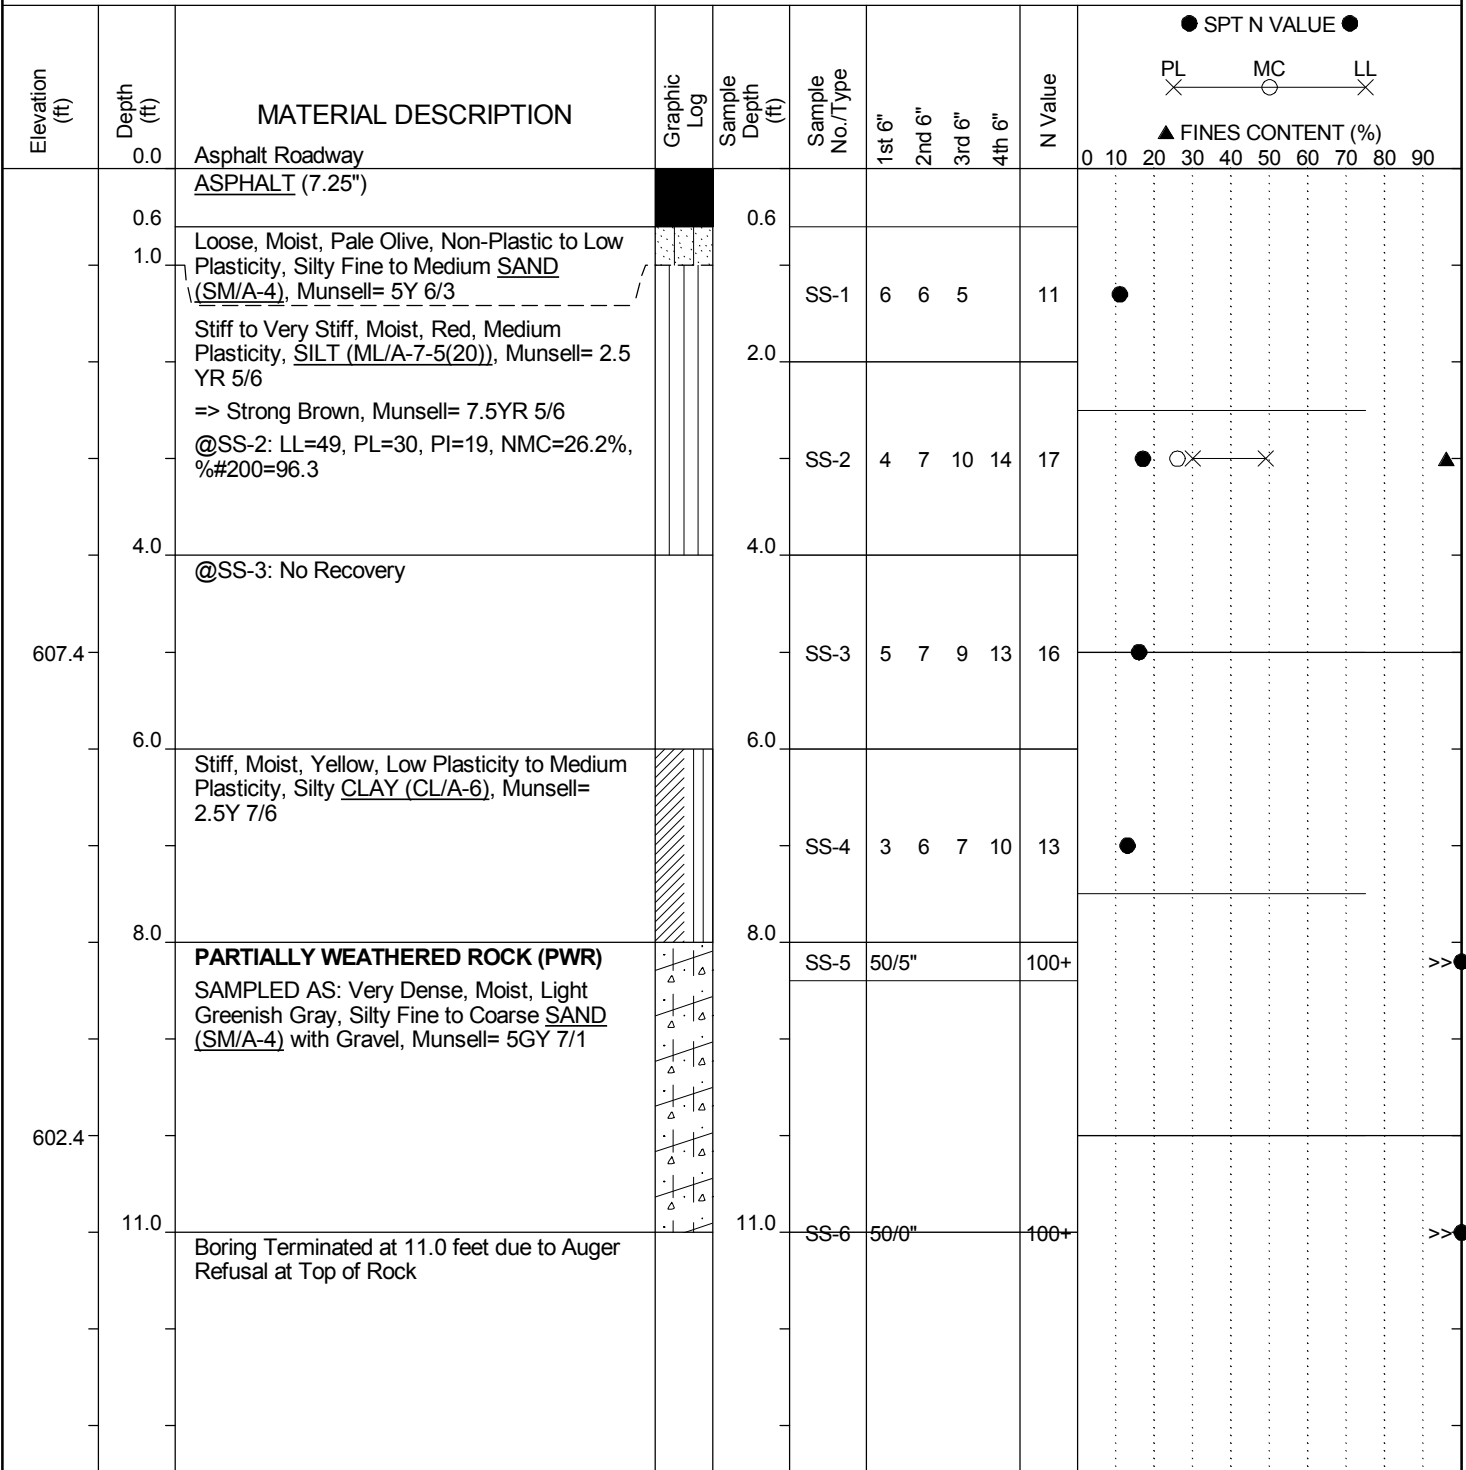 ● SPT N VALUE ●
PL MC LL
▲ FINES CONTENT (%)
0 10 20 30 40 50 60 70 80 90
Elevation
(ft)
Depth
(ft)
MATERIAL DESCRIPTION
Graphic
Log
Sample
Depth
(ft)
Sample
No./Type
1st 6"
2nd 6"
3rd 6"
4th 6"
N Value
0.0 Asphalt Roadway
ASPHALT (7.25")
0.6 0.6
Loose, Moist, Pale Olive, Non-Plastic to Low
1.0
Plasticity, Silty Fine to Medium SAND
(SM/A-4), Munsell= 5Y 6/3
SS-1 6 6 5 11
Stiff to Very Stiff, Moist, Red, Medium
Plasticity, SILT (ML/A-7-5(20)), Munsell= 2.5
YR 5/6
2.0
=> Strong Brown, Munsell= 7.5YR 5/6
@SS-2: LL=49, PL=30, PI=19, NMC=26.2%,
%#200=96.3
SS-2 4 7 10 14 17
4.0 4.0
@SS-3: No Recovery
607.4 SS-3 5 7 9 13 16
6.0 6.0
Stiff, Moist, Yellow, Low Plasticity to Medium
Plasticity, Silty CLAY (CL/A-6), Munsell=
2.5Y 7/6
SS-4 3 6 7 10 13
8.0 8.0
PARTIALLY WEATHERED ROCK (PWR)
SS-5 50/5" 100+ >>
SAMPLED AS: Very Dense, Moist, Light
Greenish Gray, Silty Fine to Coarse SAND
(SM/A-4) with Gravel, Munsell= 5GY 7/1
602.4
11.0 11.0 SS-6 50/0" 100+ >>
Boring Terminated at 11.0 feet due to Auger
Refusal at Top of Rock